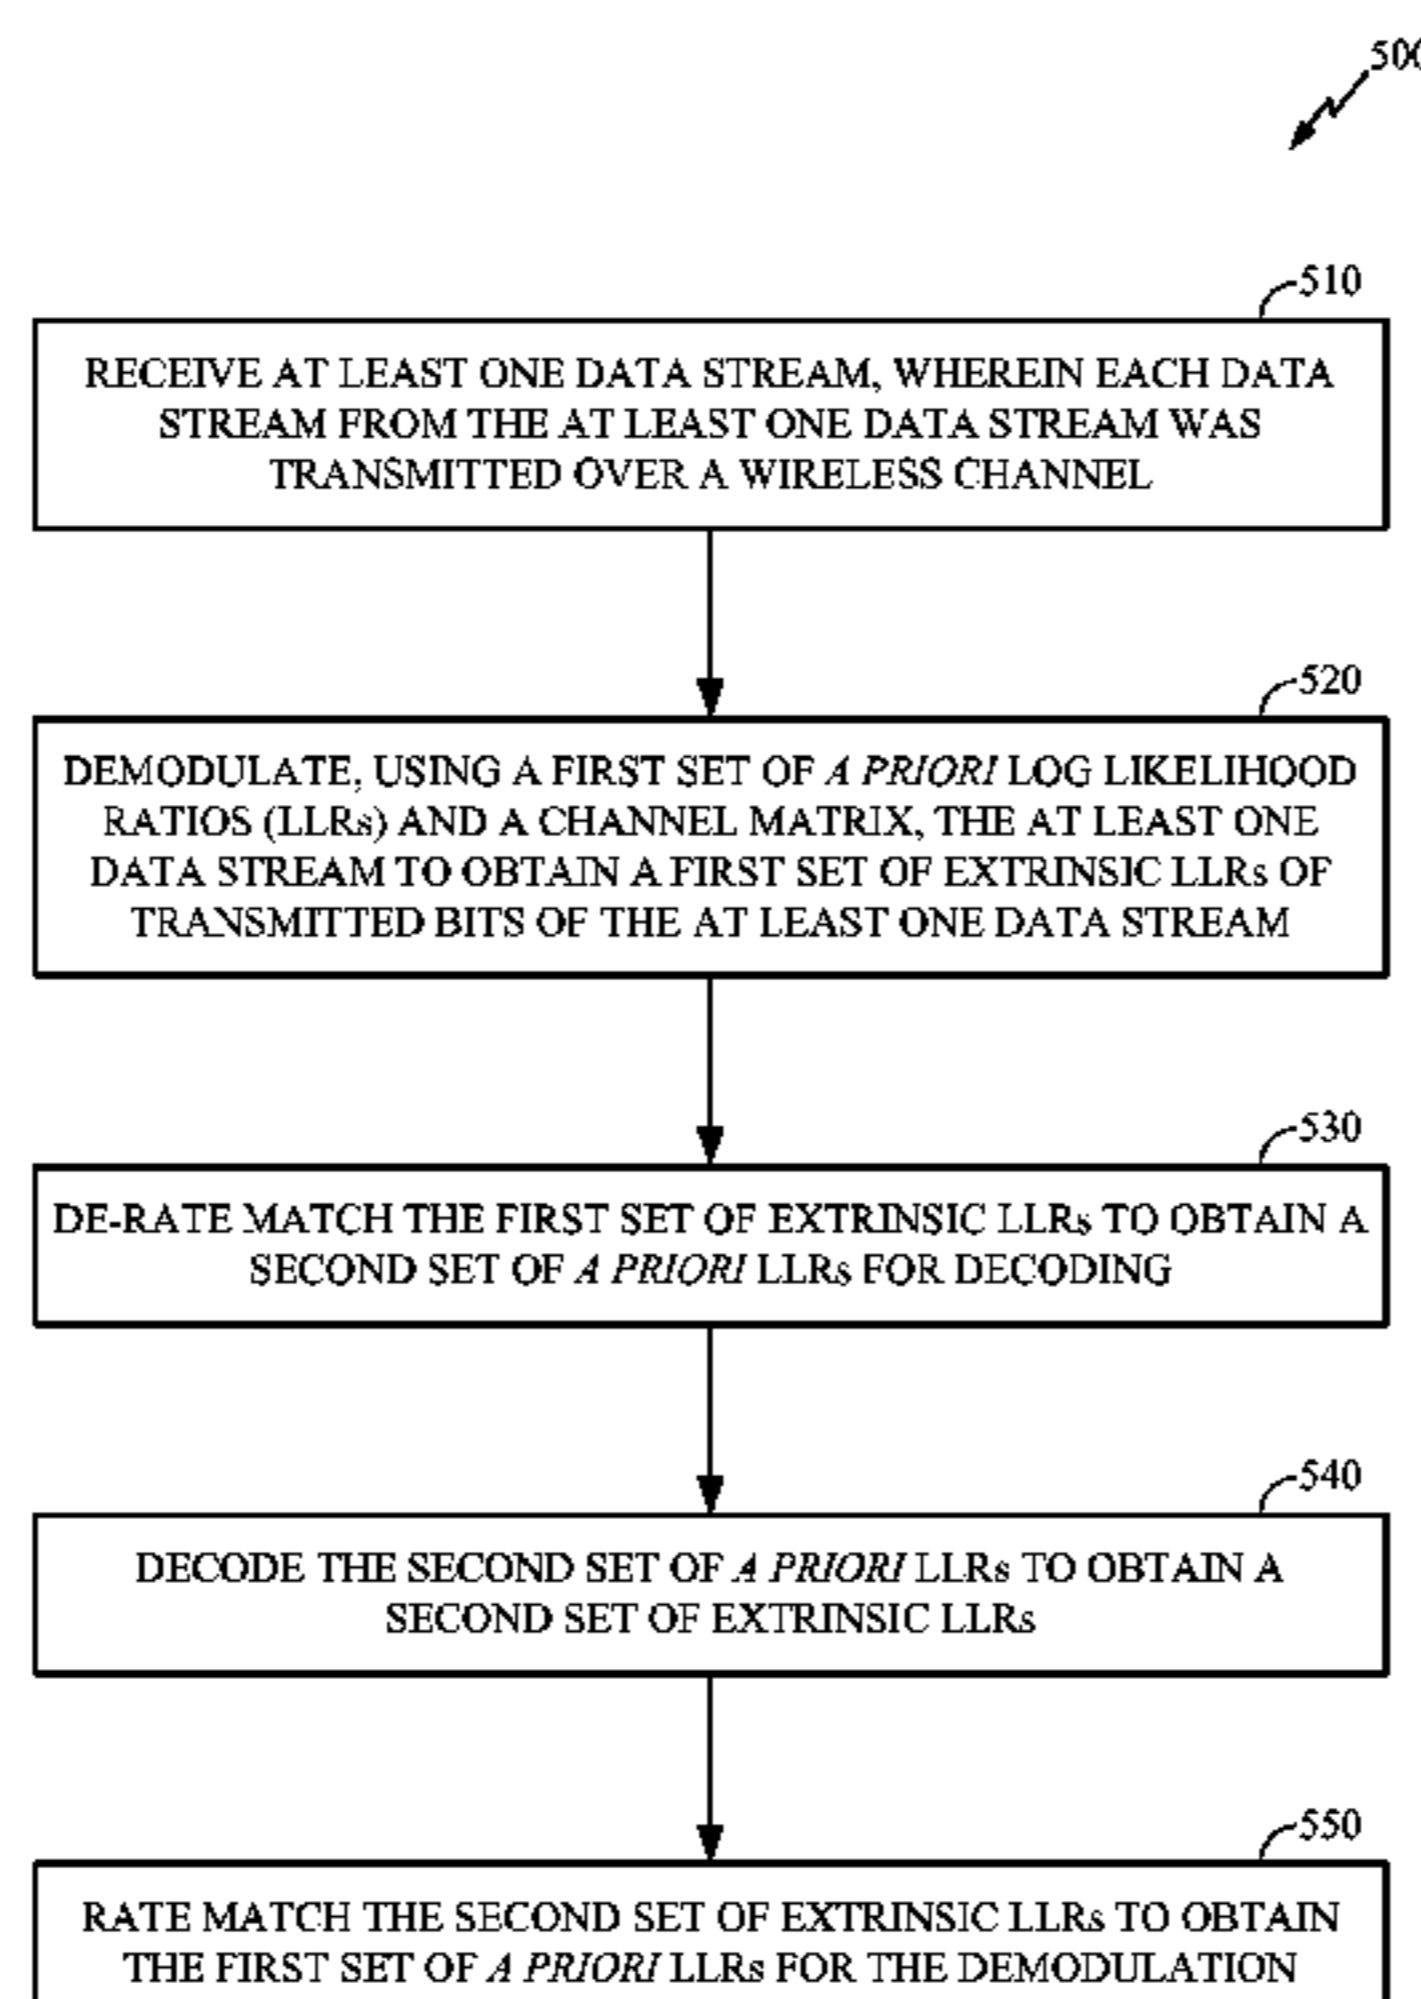 500
510
RECEIVE AT LEAST ONE DATA STREAM, WHEREIN EACH DATA
STREAM FROM THE AT LEAST ONE DATA STREAM WAS
TRANSMITTED OVER A WIRELESS CHANNEL
520
DEMODULATE, USING A FIRST SET OF A PRIORI LOG LIKELIHOOD
RATIOS (LLRs) AND A CHANNEL MATRIX, THE AT LEAST ONE
DATA STREAM TO OBTAIN A FIRST SET OF EXTRINSIC LLRs OF
TRANSMITTED BITS OF THE AT LEAST ONE DATA STREAM
530
DE-RATE MATCH THE FIRST SET OF EXTRINSIC LLRs TO OBTAIN A
SECOND SET OF A PRIORI LLRs FOR DECODING
540
DECODE THE SECOND SET OF A PRIORI LLRs TO OBTAIN A
SECOND SET OF EXTRINSIC LLRs
550
RATE MATCH THE SECOND SET OF EXTRINSIC LLRs TO OBTAIN
THE FIRST SET OF A PRIORI LLRs FOR THE DEMODULATION